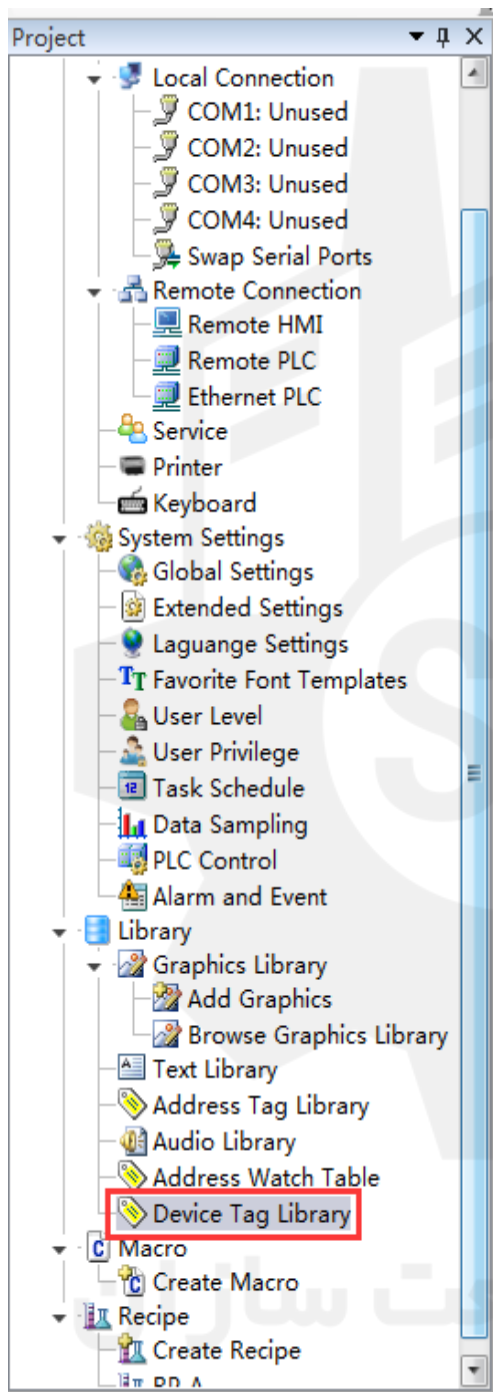 Project
Local Connection
COM1: Unused
COM2: Unused
COM3: Unused
COM4: Unused
Swap Serial Ports
Remote Connection
Remote HMI
Remote PLC
Ethernet PLC
Service
Printer
Keyboard
System Settings
Global Settings
Extended Settings
Laguange Settings
Favorite Font Templates
User Level
User Privilege
Task Schedule
Data Sampling
PLC Control
Alarm and Event
Library
Graphics Library
Add Graphics
Browse Graphics Library
Text Library
Address Tag Library
Audio Library
Address Watch Table
Device Tag Library
Macro
Create Macro
Recipe
Create Recipe